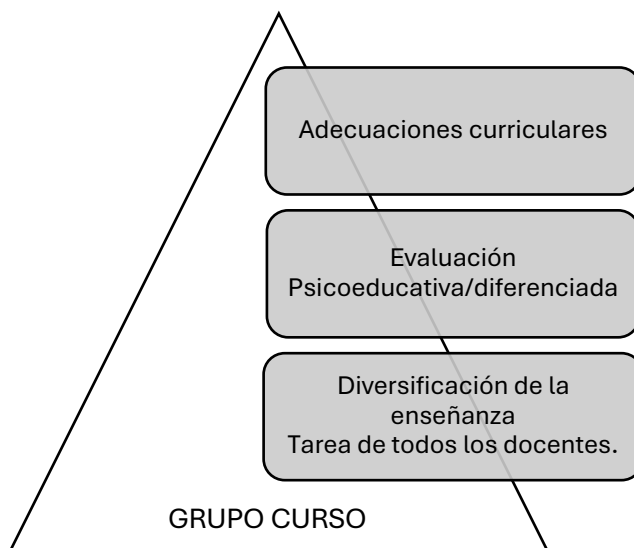 Adecuaciones curriculares
Evaluación
Psicoeducativa/diferenciada
Diversificación de la
enseñanza
Tarea de todos los docentes.
GRUPO CURSO